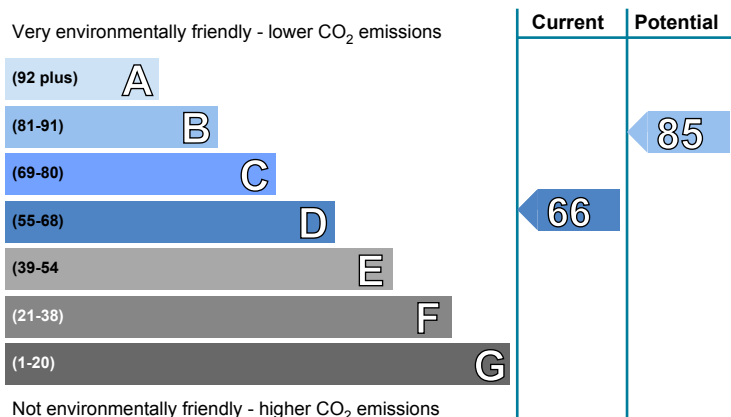 Very environmentally friendly - lower CO₂ emissions
Current
Potential
(92 plus) A
(81-91) B
85
(69-80) C
(55-68) D
66
(39-54 E
(21-38) F
(1-20) G
Not environmentally friendly - higher CO₂ emissions